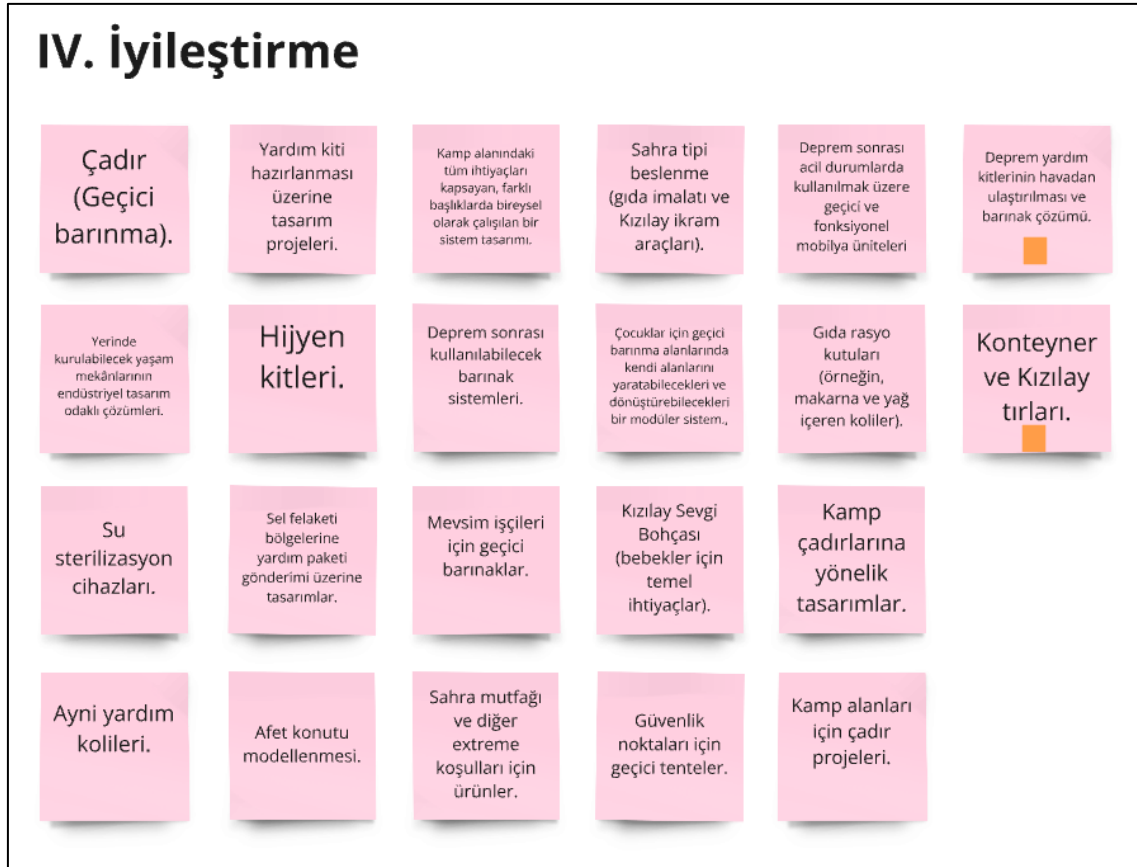 IV. İyileştirme
Çadır
(Geçici
barınma).
Yardım kiti
hazırlanması
üzerine
tasarım
projeleri.
Kamp alanındaki
tüm ihtiyaçları
kapsayan, farklı
başlıklarda bireysel
olarak çalışılan bir
sistem tasarımı.
Sahra tipi
beslenme
(gıda imalatı ve
Kızılay ikram
araçları).
Deprem sonrası
acil durumlarda
kullanılmak üzere
geçici ve
fonksiyonel
mobilya üniteleri
Deprem yardım
kitlerinin havadan
ulaştırılması ve
barınak çözümü.
Yerinde
kurulabilecek yaşam
mekânlarının
endüstriyel tasarım
odaklı çözümleri.
Hijyen
kitleri.
Deprem sonrası
kullanılabilecek
barınak
sistemleri.
Çocuklar için geçici
barınma alanlarında
kendi alanlarını
yaratabilecekleri ve
dönüştürebilecekleri
bir modüler sistem.,
Gıda rasyo
kutuları
(örneğin,
makarna ve yağ
içeren koliler).
Konteyner
ve Kızılay
tırları.
Su
sterilizasyon
cihazları.
Sel felaketi
bölgelerine
yardım paketi
gönderimi üzerine
tasarımlar.
Mevsim işçileri
için geçici
barınaklar.
Kızılay Sevgi
Bohçası
(bebekler için
temel
ihtiyaçlar).
Kamp
çadırlarına
yönelik
tasarımlar.
Ayni yardım
kolileri.
Afet konutu
modellenmesi.
Sahra mutfağı
ve diğer
extreme
koşulları için
ürünler.
Güvenlik
noktaları için
geçici tenteler.
Kamp alanları
için çadır
projeleri.